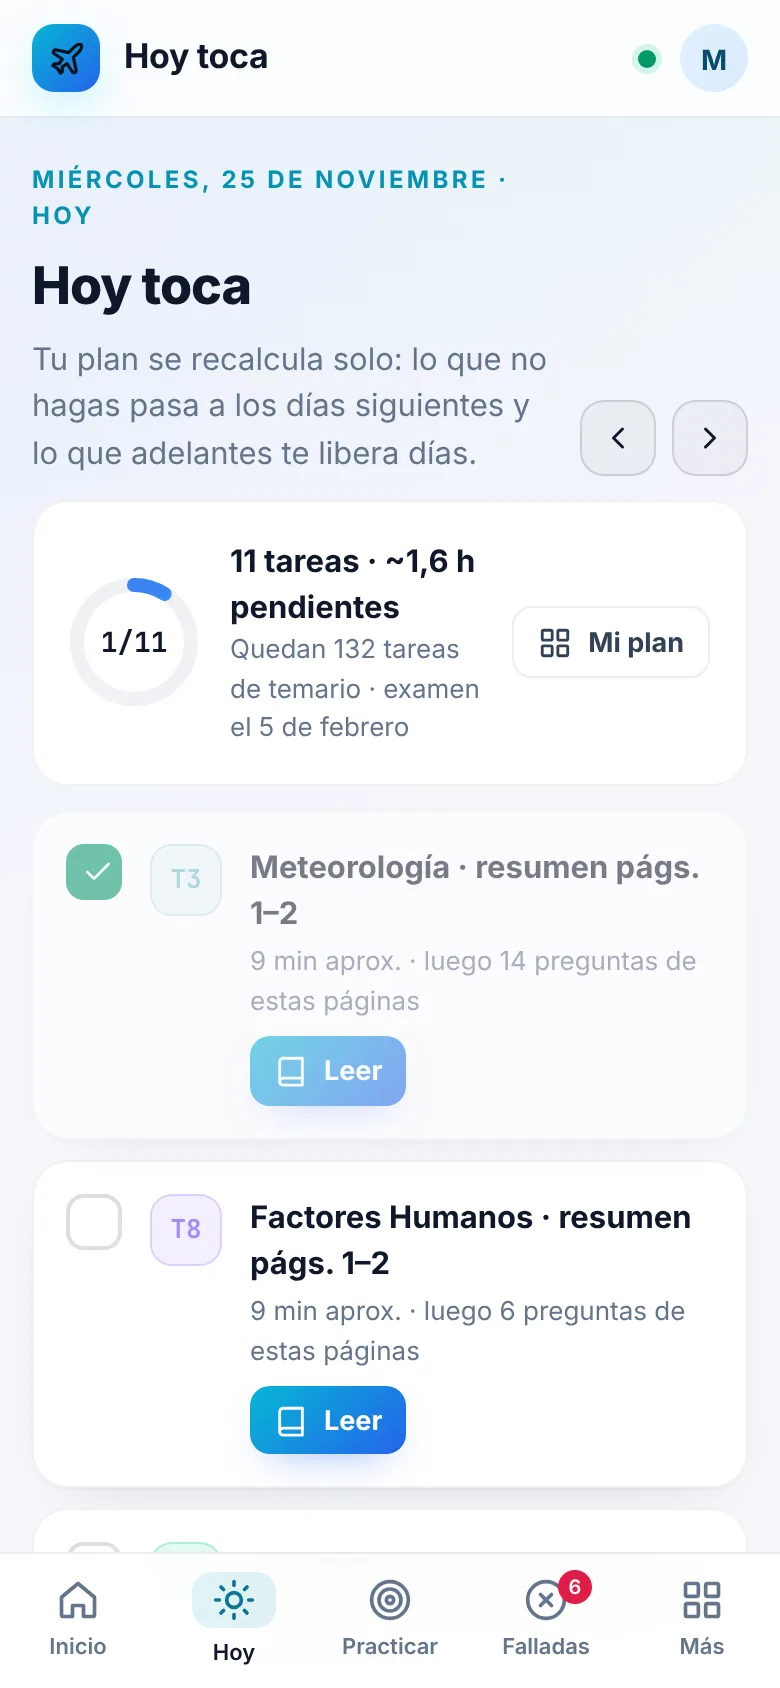 Hoy toca
M
MIÉRCOLES, 25 DE NOVIEMBRE ·
HOY
Hoy toca
Tu plan se recalcula solo: lo que no
hagas pasa a los días siguientes y
lo que adelantes te libera días.
1/11
11 tareas · ~1,6 h
pendientes
Quedan 132 tareas
de temario · examen
el 5 de febrero
Mi plan
T3
Meteorología · resumen págs.
1–2
9 min aprox. · luego 14 preguntas de
estas páginas
Leer
T8
Factores Humanos · resumen
págs. 1–2
9 min aprox. · luego 6 preguntas de
estas páginas
Leer
6
Inicio
Hoy
Practicar
Falladas
Más